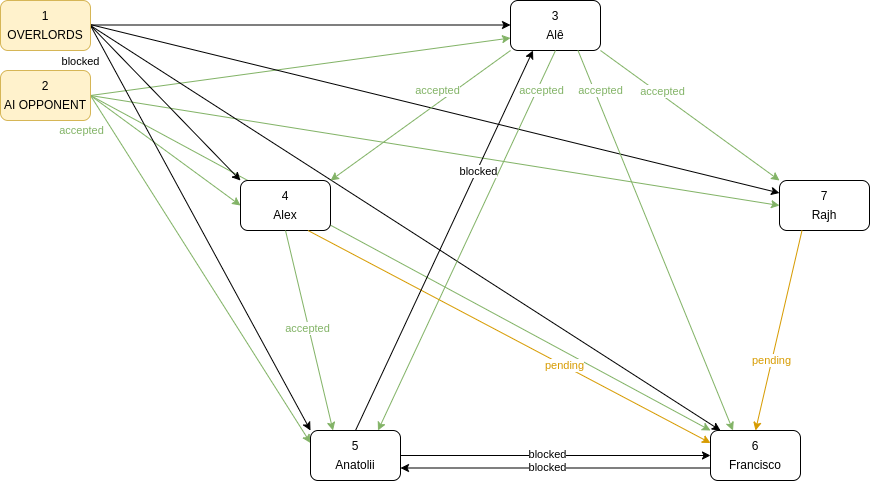 1
OVERLORDS
3
Alê
blocked
2
AI OPPONENT
accepted
accepted
accepted
accepted
accepted
blocked
4
Alex
7
Rajh
accepted
pending
pending
5
Anatolii
blocked
blocked
6
Francisco